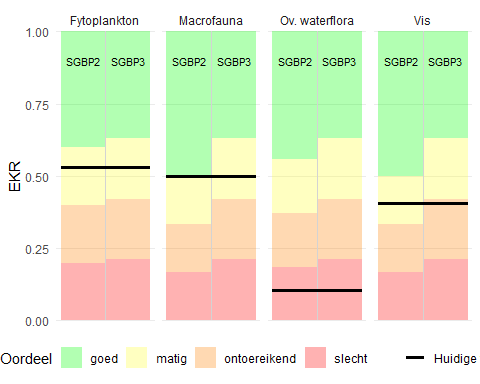 Fytoplankton Macrofauna Ov. waterflora Vis
1.00
SGBP2 SGBP3 SGBP2 SGBP3 SGBP2 SGBP3 SGBP2 SGBP3
0.75
EKR
0.50
0.25
0.00
Oordeel goed matig ontoereikend slecht Huidige